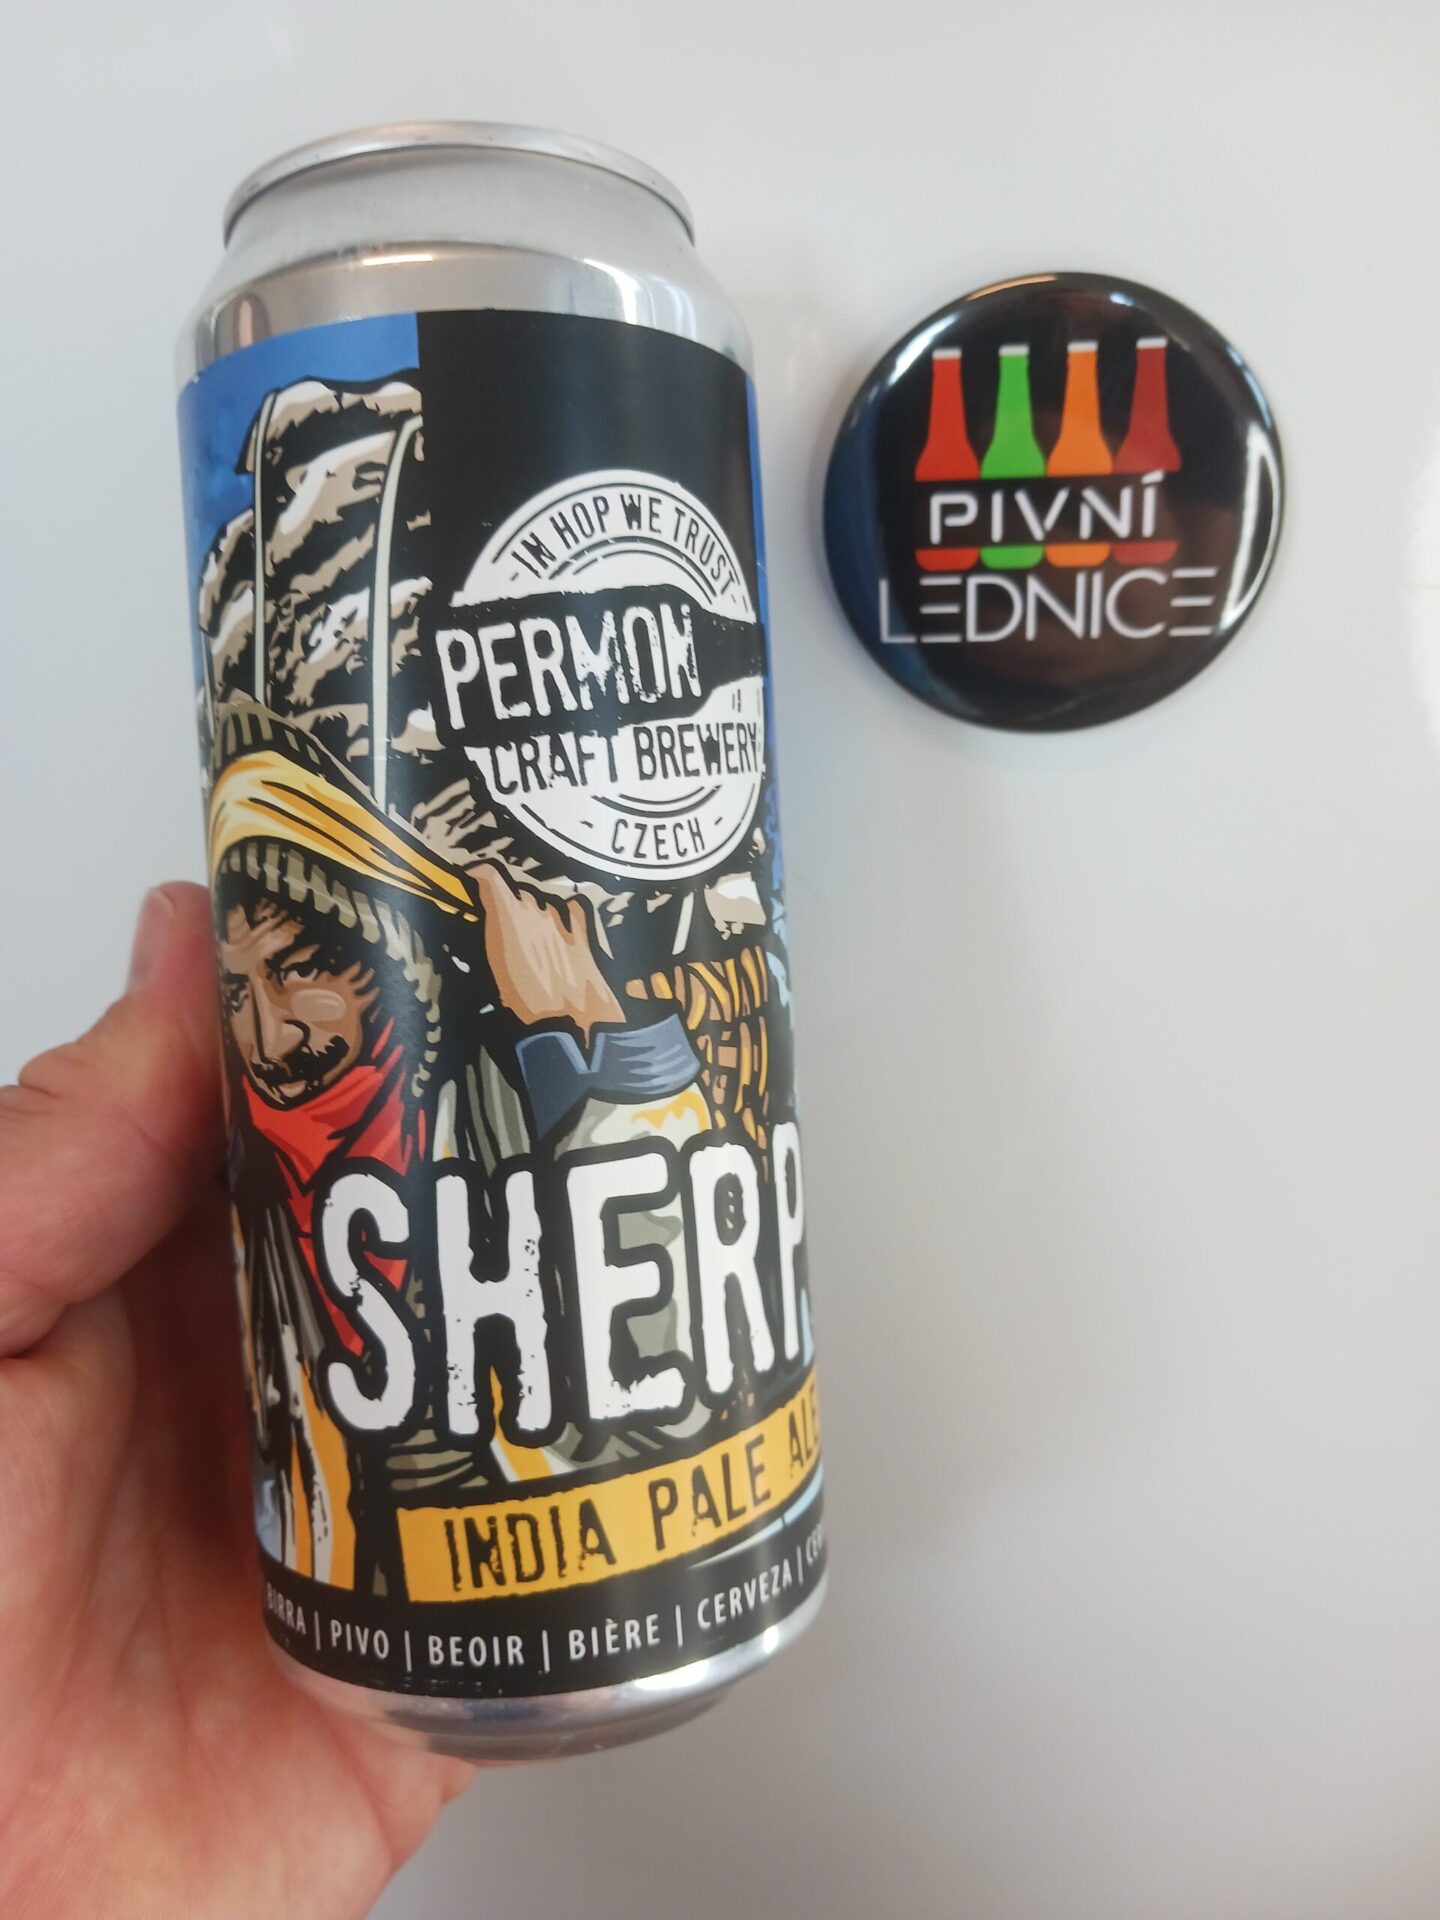 IN HOP WE TRUST
PERMON
CRAFT BREWERY
CZECH
SHERP
INDIA PALE ALE
BIRRA | PIVO | BEOIR | BIÈRE | CERVEZA |
PIVNÍ
LEDNICE